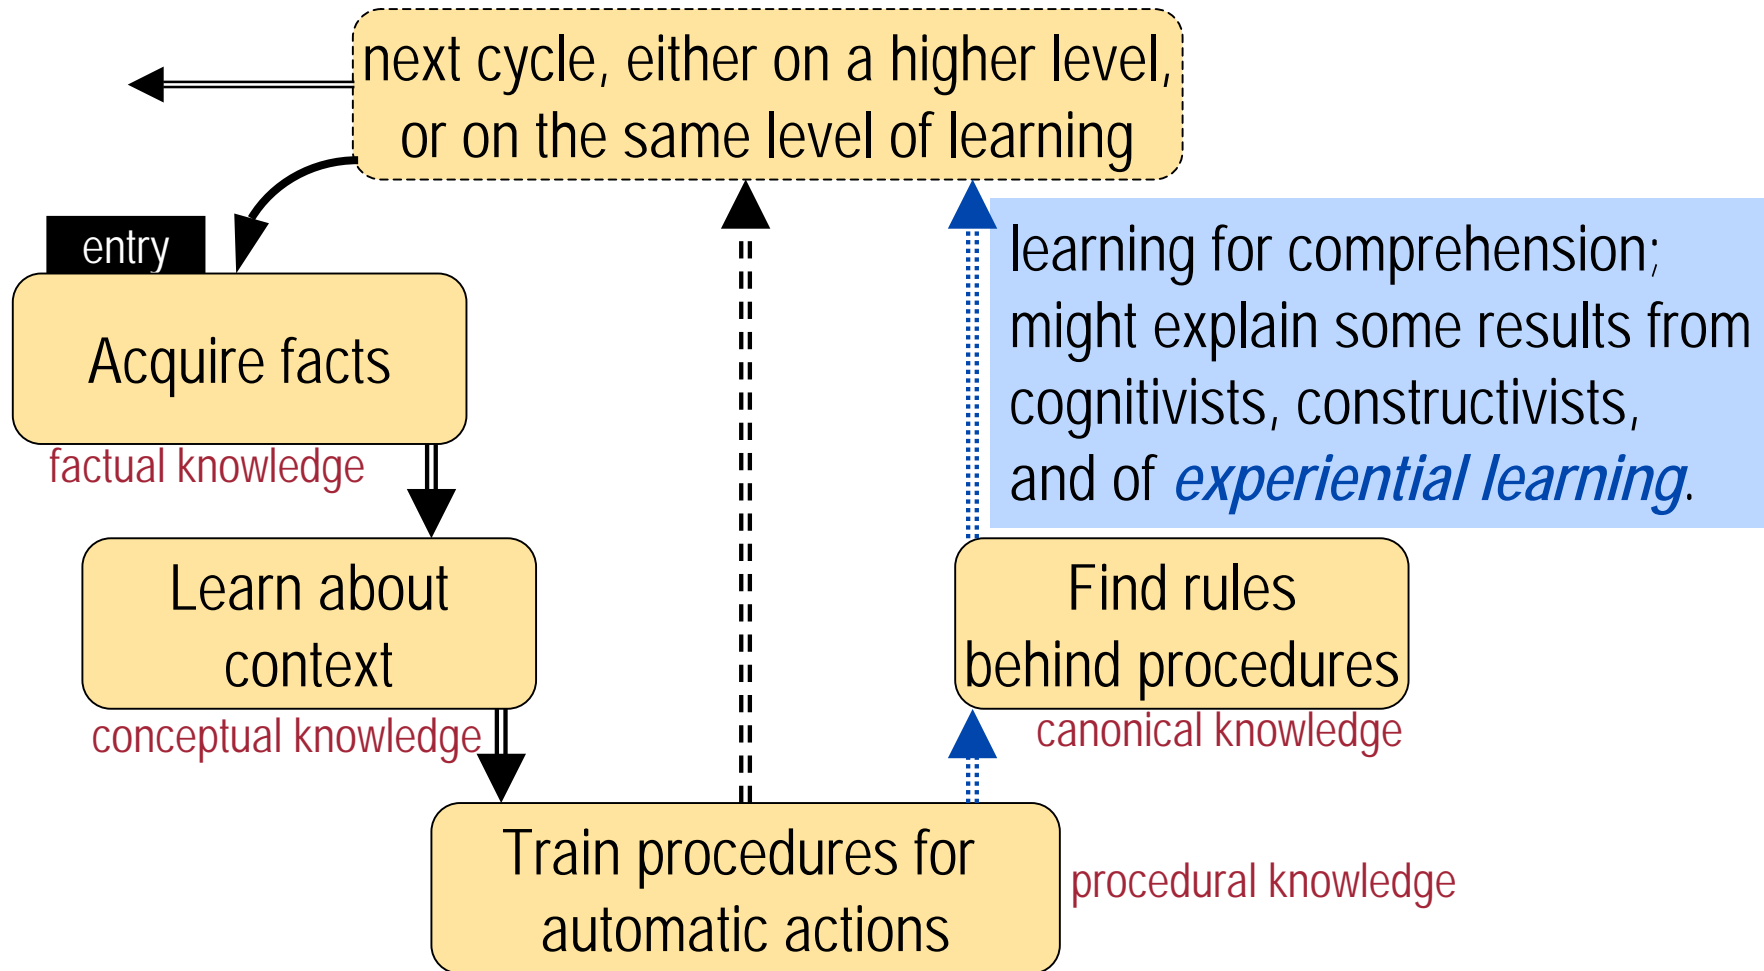 next cycle, either on a higher level,
or on the same level of learning
entry
Acquire facts
factual knowledge
learning for comprehension;
might explain some results from
cognitivists, constructivists,
and of experiential learning.
Learn about
context
conceptual knowledge
Find rules
behind procedures
canonical knowledge
Train procedures for
automatic actions
procedural knowledge